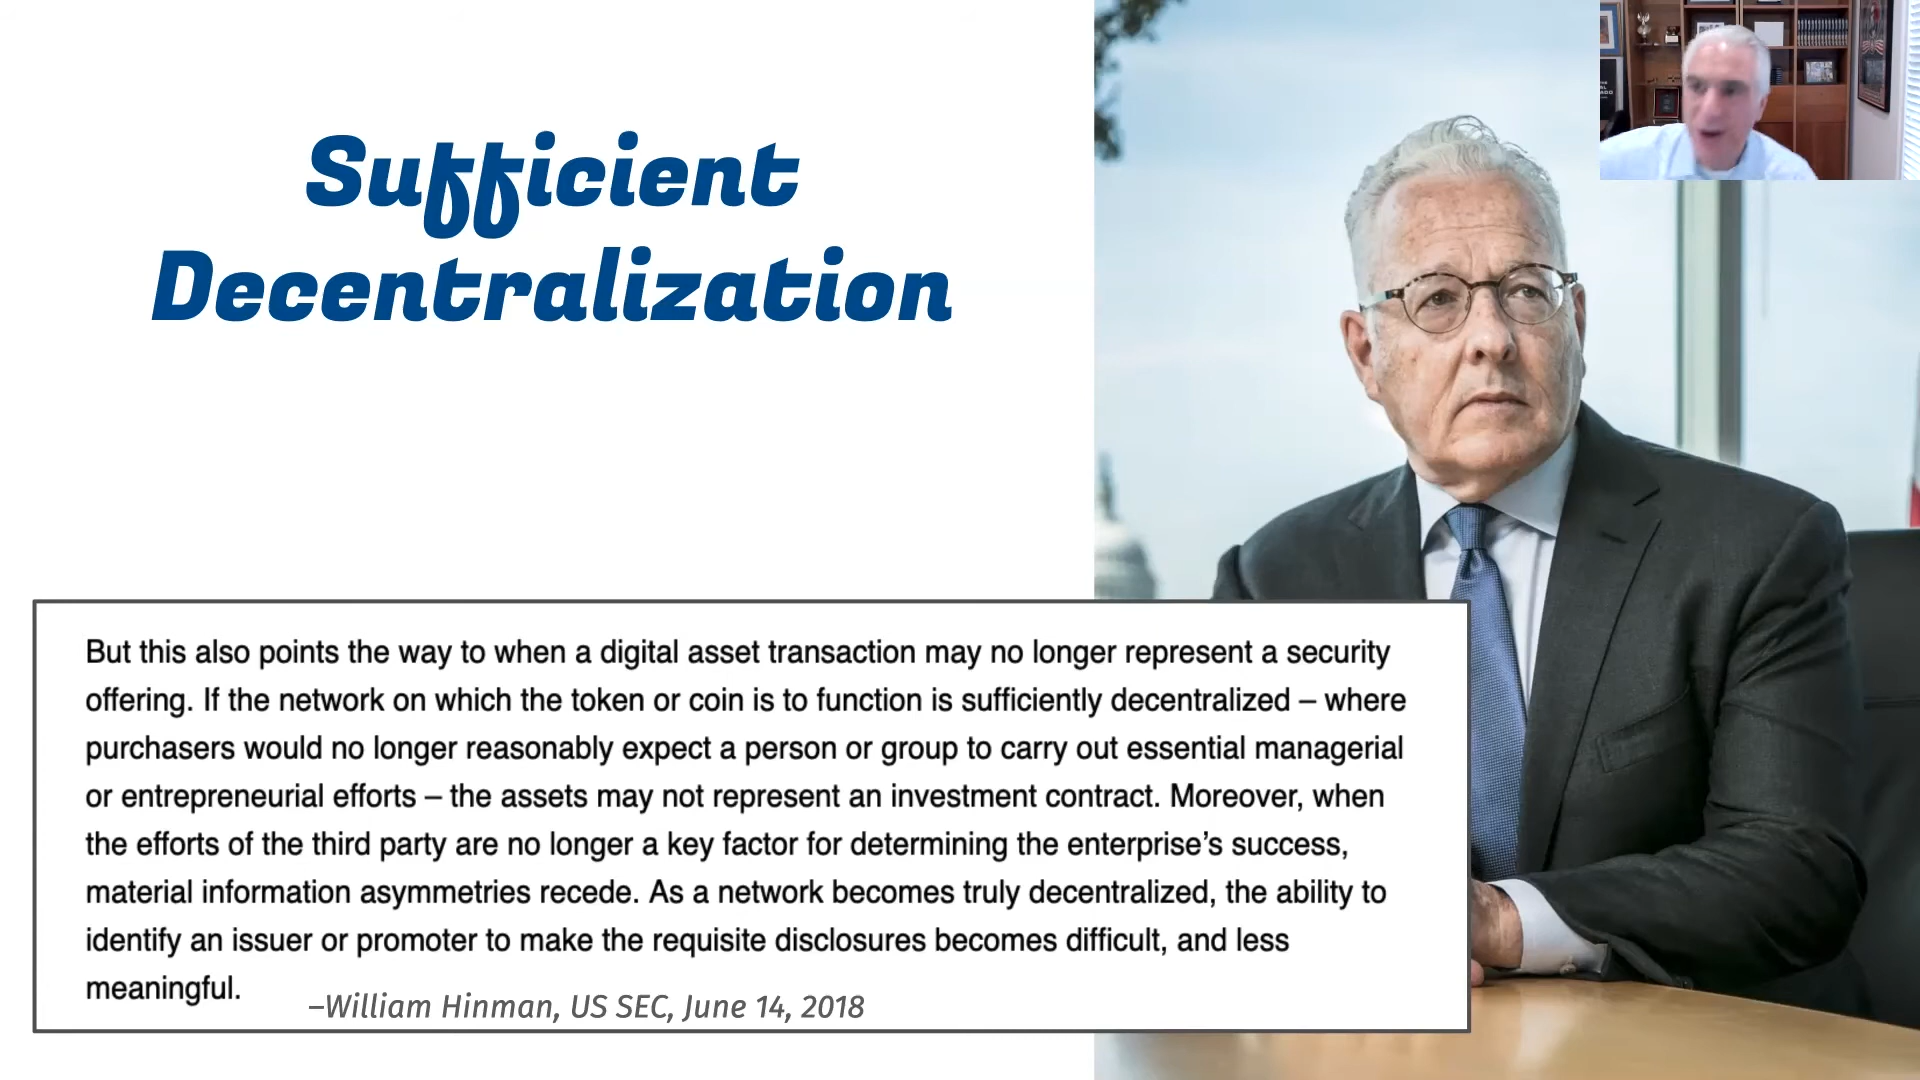 Sufficient
Decentralization
But this also points the way to when a digital asset transaction may no longer represent a security
offering. If the network on which the token or coin is to function is sufficiently decentralized – where
purchasers would no longer reasonably expect a person or group to carry out essential managerial
or entrepreneurial efforts – the assets may not represent an investment contract. Moreover, when
the efforts of the third party are no longer a key factor for determining the enterprise’s success,
material information asymmetries recede. As a network becomes truly decentralized, the ability to
identify an issuer or promoter to make the requisite disclosures becomes difficult, and less
meaningful.
–William Hinman, US SEC, June 14, 2018